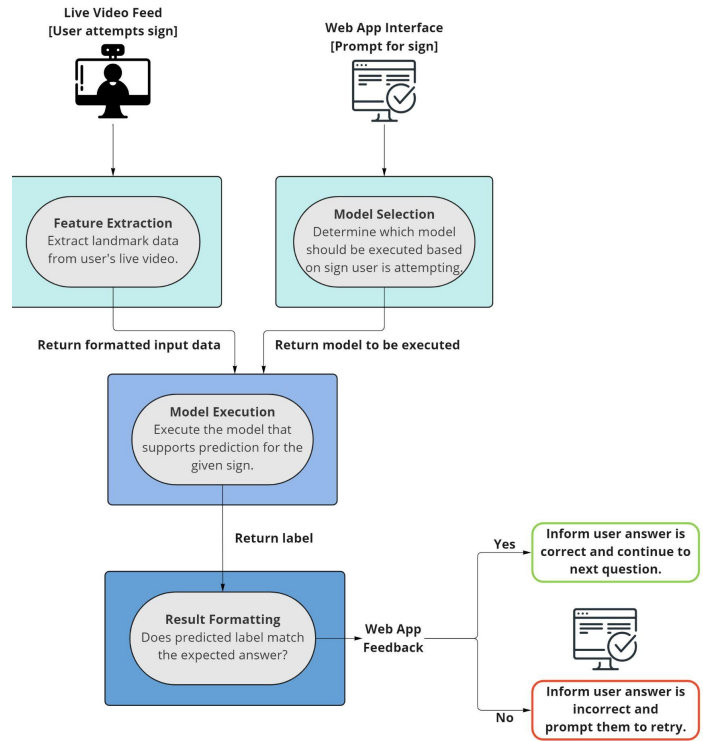 Live Video Feed
[User attempts sign]
Web App Interface
[Prompt for sign]
Feature Extraction
Extract landmark data
from user's live video.
Model Selection
Determine which model
should be executed based
on sign user is attempting.
Return formatted input data
Return model to be executed
Model Execution
Execute the model that
supports prediction for the
given sign.
Return label
Result Formatting
Does predicted label match
the expected answer?
Web App
Feedback
Yes
Inform user answer is
correct and continue to
next question.
No
Inform user answer is
incorrect and
prompt them to retry.